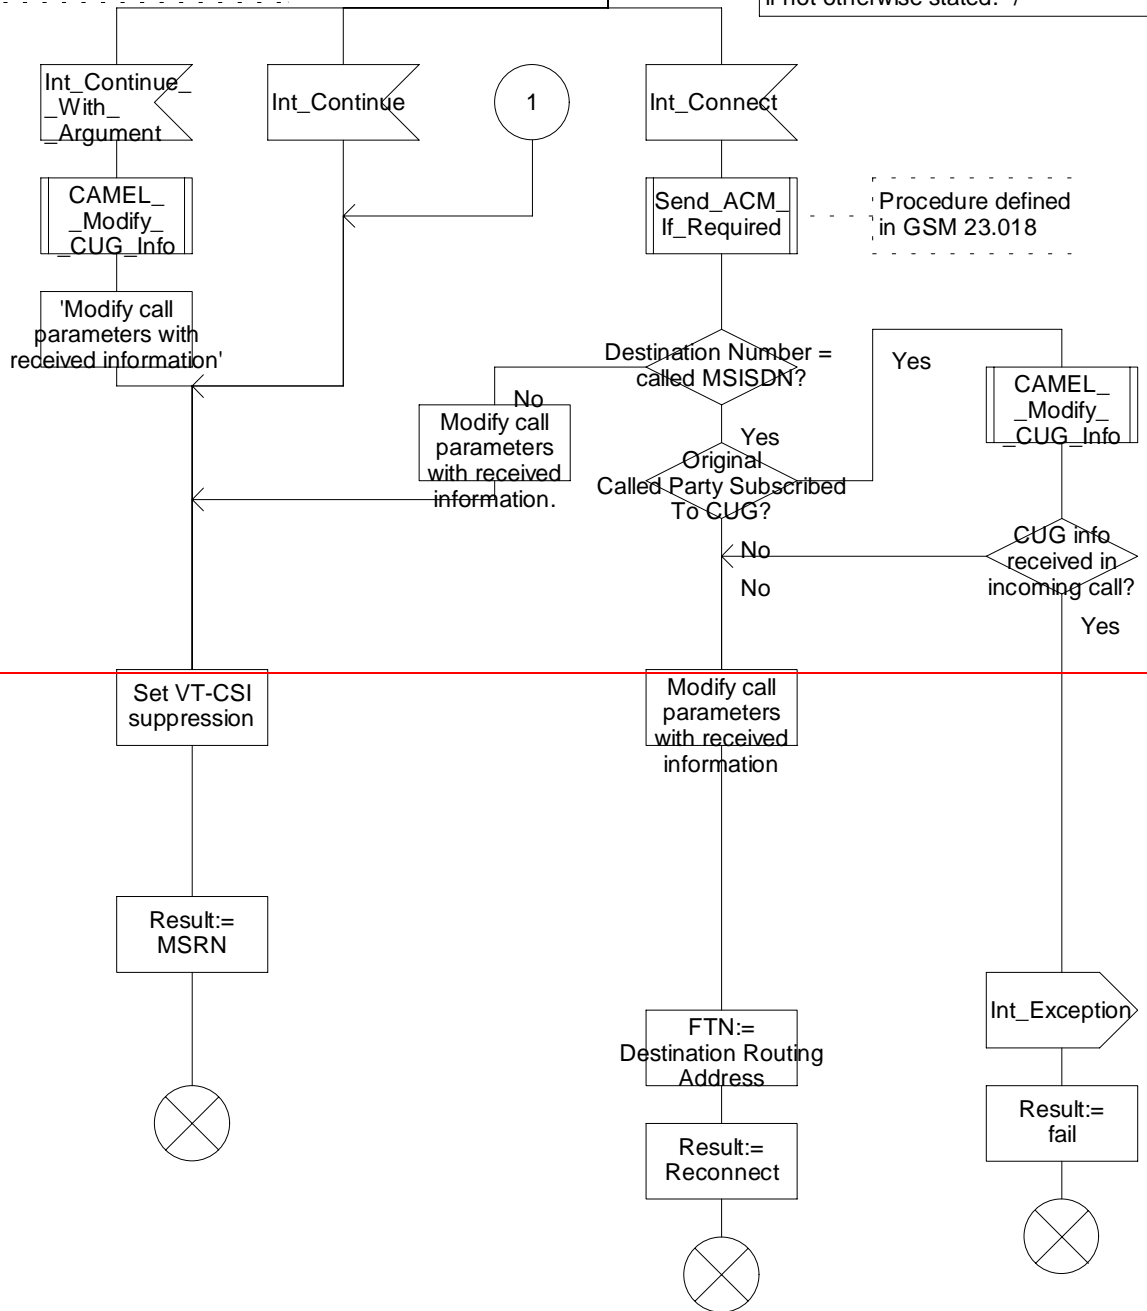 if not otherwise stated. */
Int_Continue_
_With_
_Argument
Int_Continue
1
Int_Connect
CAMEL_
_Modify_
_CUG_Info
Send_ACM_
If_Required
Procedure defined
in GSM 23.018
'Modify call
parameters with
received information'
Destination Number =
called MSISDN?
Yes
CAMEL_
_Modify_
_CUG_Info
No
Modify call
parameters
with received
information.
Yes
Original
Called Party Subscribed
To CUG?
No
No
CUG info
received in
incoming call?
Yes
Set VT-CSI
suppression
Modify call
parameters
with received
information
Result:=
MSRN
Int_Exception
FTN:=
Destination Routing
Address
Result:=
fail
Result:=
Reconnect